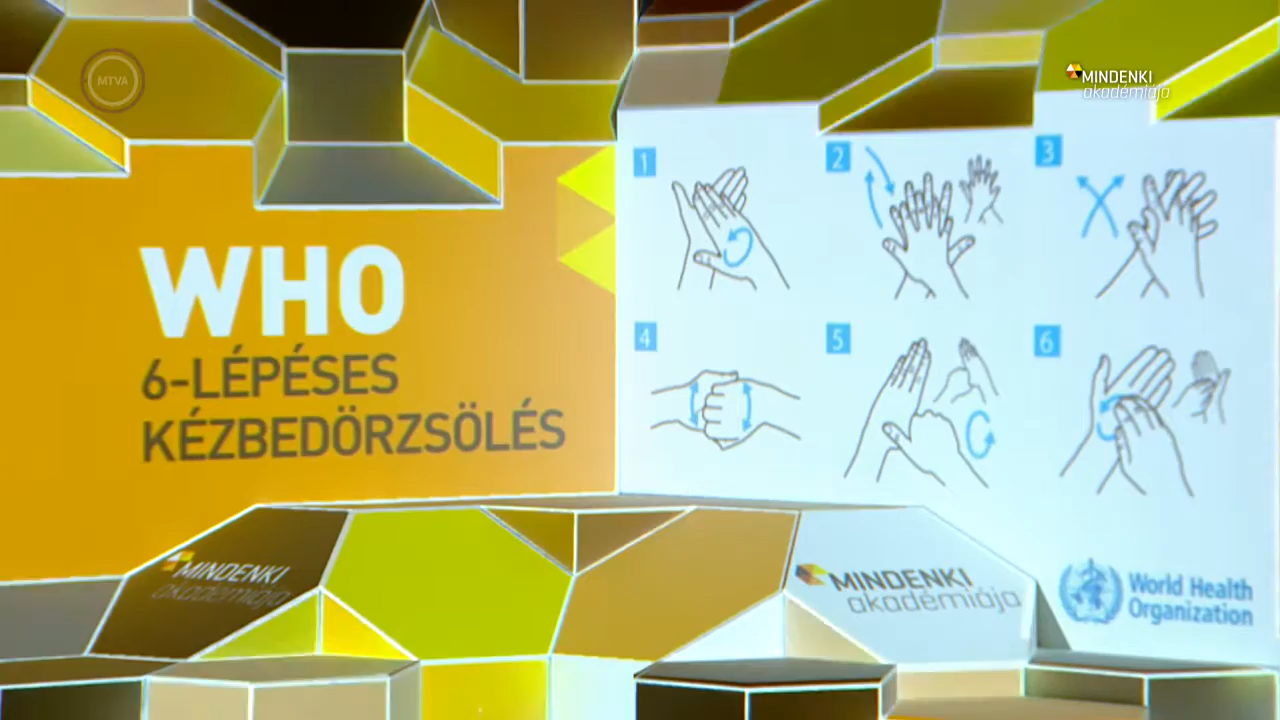 MTVA
MINDENKI
akadémiája
WHO
6-LÉPÉSES
KÉZBEDÖRZSÖLÉS
1
2
3
4
5
6
MINDENKI
akadémiája
MINDENKI
akadémiája
World Health
Organization